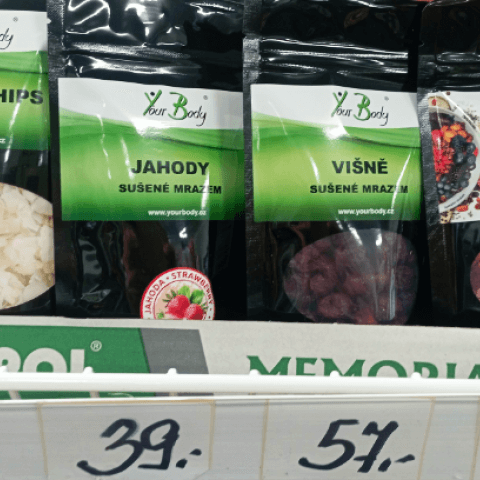 HIPS
Your Body
JAHODY
SUŠENÉ MRAZEM
www.yourbody.cz
JAHODA • STRAWBERRY
Your Body
VIŠNĚ
SUŠENÉ MRAZEM
www.yourbody.cz
MEMORIA
39.-
57.-